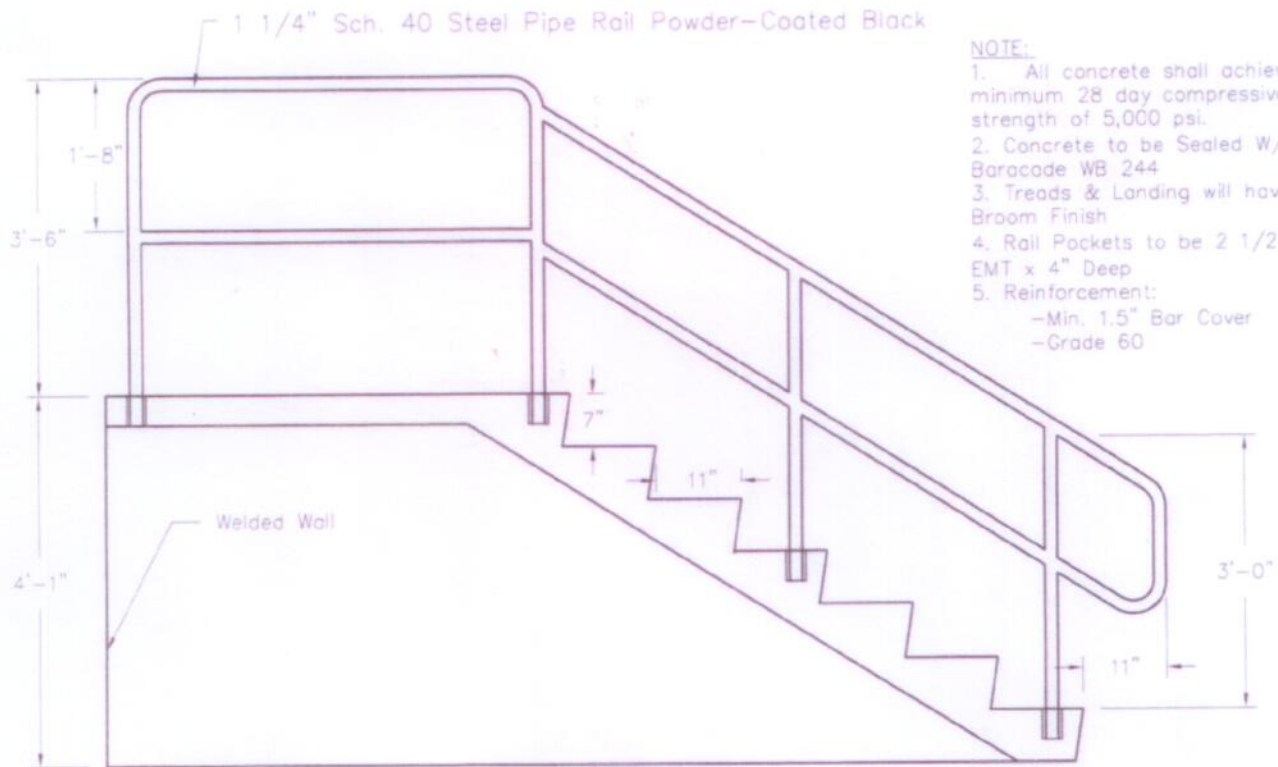 1 1/4" Sch. 40 Steel Pipe Rail Powder-Coated Black
NOTE:
1. All concrete shall achie
minimum 28 day compressive
strength of 5,000 psi.
2. Concrete to be Sealed W/
Baracade WB 244
3. Treads & Landing will hav
Broom Finish
4. Rail Pockets to be 2 1/2
EMT x 4" Deep
5. Reinforcement:
-Min. 1.5" Bar Cover
-Grade 60
1'-8"
3'-6"
7"
11"
Welded Wall
4'-1"
3'-0"
11"